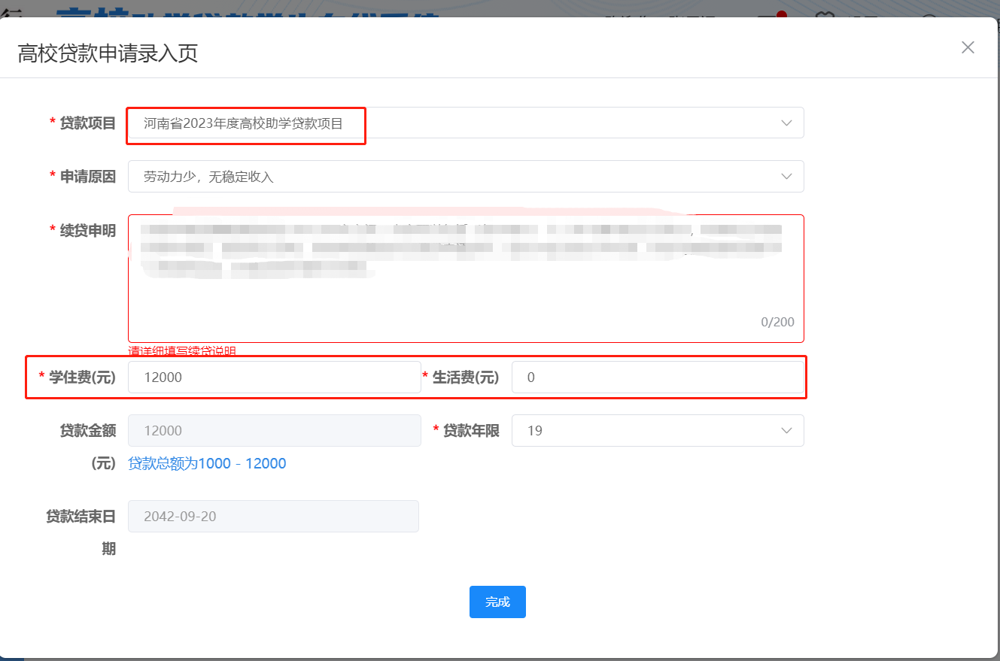 高校贷款申请录入页
* 贷款项目 河南省2023年度高校助学贷款项目
* 申请原因 劳动力少，无稳定收入
* 续贷申明
0/200
请详细填写续贷说明
* 学住费(元) 12000 * 生活费(元) 0
贷款金额 12000 * 贷款年限 19
(元) 贷款总额为1000 - 12000
贷款结束日 2042-09-20
期
完成